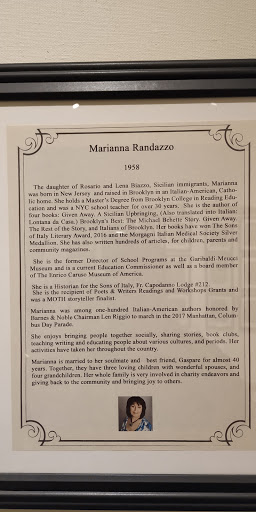 Marianna Randazzo
1958
The daughter of Rosario and Lena Biazzo, Sicilian immigrants, Marianna
was born in New Jersey and raised in Brooklyn in an Italian-American, Catho-
lic home. She holds a Master's Degree from Brooklyn College in Reading Edu-
cation and was a NYC school teacher for over 30 years. She is the author of
four books: Given Away, A Sicilian Upbringing, (Also translated into Italian:
Lontana da Casa,) Brooklyn's Best: The Michael Behette Story, Given Away,
The Rest of the Story, and Italians of Brooklyn. Her books have won The Sons
of Italy Literary Award, 2016 and the Morgagni Italian Medical Society Silver
Medallion. She has also written hundreds of articles, for children, parents and
community magazines.
She is the former Director of School Programs at the Garibaldi-Meucci
Museum and is a current Education Commissioner as well as a board member
of The Enrico Caruso Museum of America.
She is a Historian for the Sons of Italy, Fr. Capodanno Lodge #212
She is the recipient of Poets & Writers Readings and Workshops Grants and
was a MOTH storyteller finalist.
Marianna was among one-hundred Italian-American authors honored by
Barnes & Noble Chairman Len Riggio to march in the 2017 Manhattan, Colum-
bus Day Parade.
She enjoys bringing people together socially, sharing stories, book clubs,
teaching writing and educating people about various cultures, and periods. Her
activities have taken her throughout the country.
Marianna is married to her soulmate and best friend, Gaspare for almost
40 years. Together, they have three loving children with wonderful spouses, and
four grandchildren. Her whole family is very involved in charity endeavors and
giving back to the community and bringing joy to others.